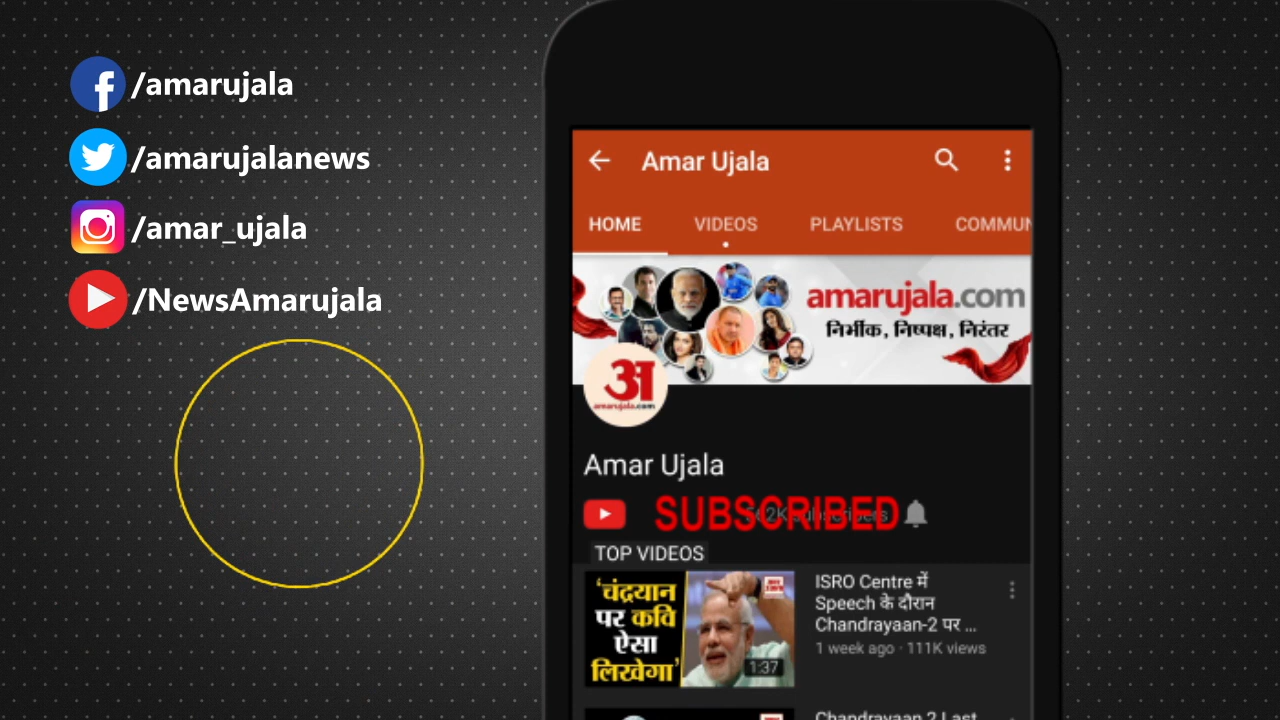 /amarujala
/amarujalanews
/amar_ujala
/NewsAmarujala
Amar Ujala
HOME VIDEOS PLAYLISTS COMMUN
amarujala.com
निर्भीक, निष्पक्ष, निरंतर
अ
amarujala.com
Amar Ujala
SUBSCRIBED
562K subscribers
TOP VIDEOS
'चंद्रयान
पर कवि
ऐसा
लिखेगा'
1:37
ISRO Centre में
Speech के दौरान
Chandrayaan-2 पर ...
1 week ago · 111K views
Chandrayaan 2 Last